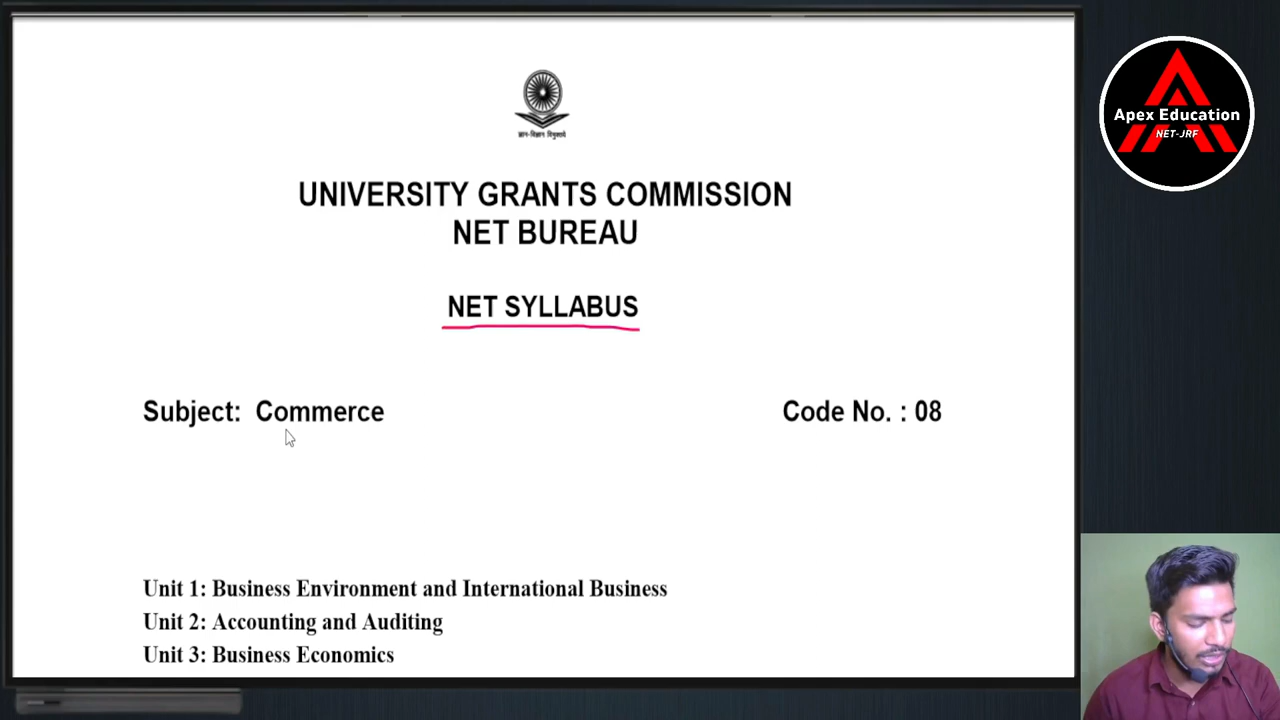 ज्ञान-विज्ञान विमुक्तये
UNIVERSITY GRANTS COMMISSION
NET BUREAU
NET SYLLABUS
Subject: Commerce
Code No. : 08
Unit 1: Business Environment and International Business
Unit 2: Accounting and Auditing
Unit 3: Business Economics
Apex Education
NET-JRF